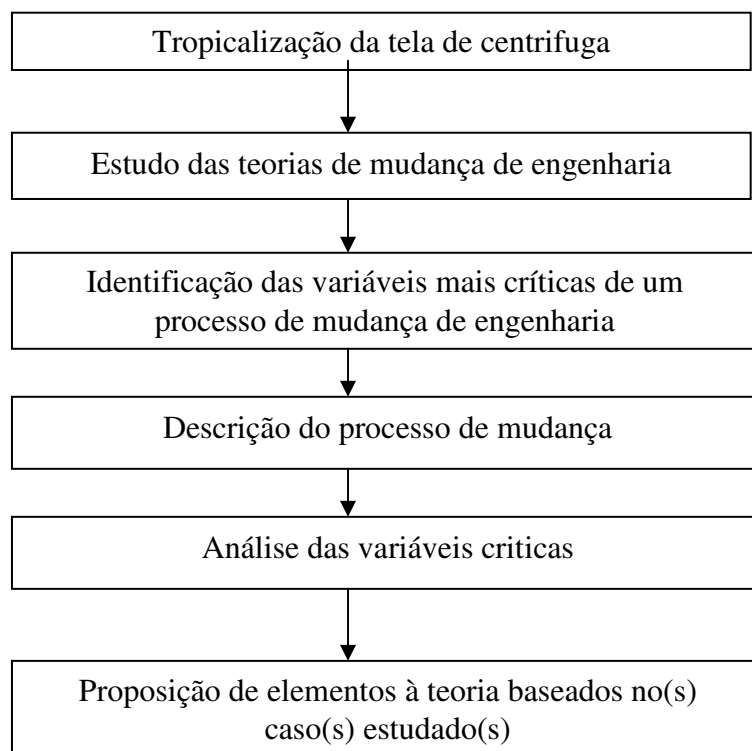 Tropicalização da tela de centrifuga
Estudo das teorias de mudança de engenharia
Identificação das variáveis mais críticas de um
processo de mudança de engenharia
Descrição do processo de mudança
Análise das variáveis criticas
Proposição de elementos à teoria baseados no(s)
caso(s) estudado(s)